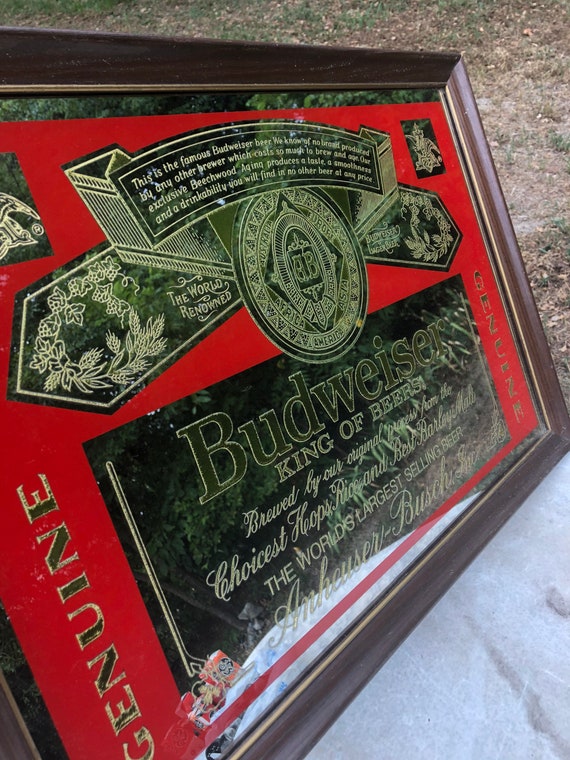 This is the famous Budweiser beer. We know of no brand produced
by any other brewer which costs so much to brew and age. Our
exclusive Beechwood Aging produces a taste, a smoothness
and a drinkability you will find in no other beer at any price.
THE WORLD
RENOWNED
AMERICA
Budweiser
KING OF BEERS
Brewed by our original process from the
Choicest Hops, Rice and Best Barley Malt
THE WORLD'S LARGEST SELLING BEER
Anheuser-Busch, Inc.
GENUINE
GENUINE